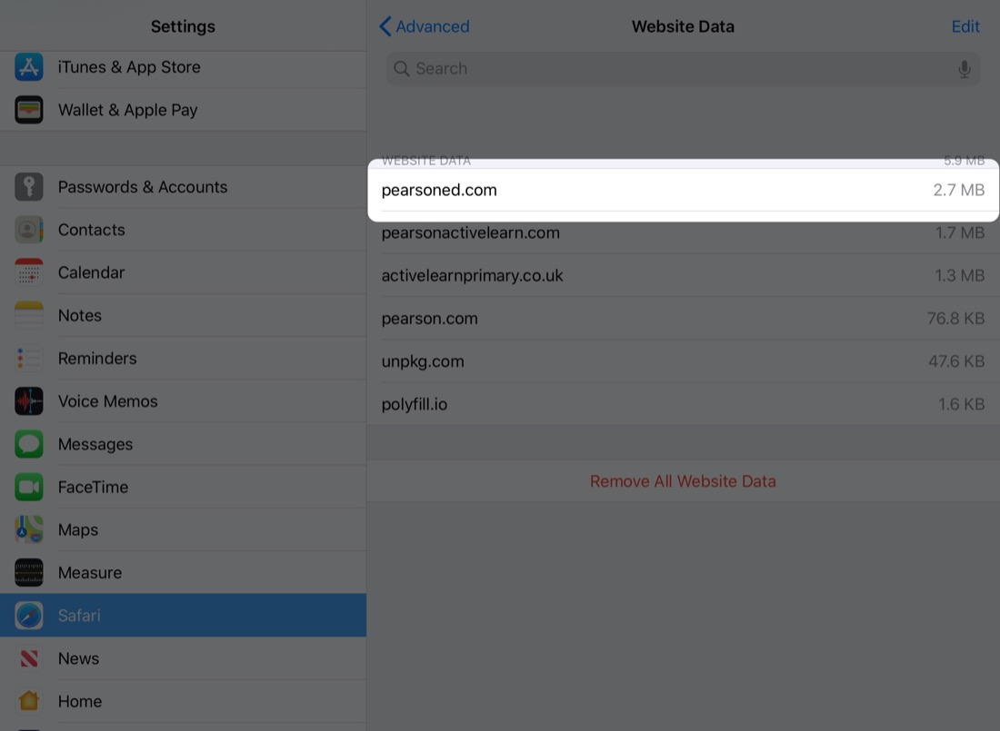 Settings
iTunes & App Store
Wallet & Apple Pay
Passwords & Accounts
Contacts
Calendar
Notes
Reminders
Voice Memos
Messages
FaceTime
Maps
Measure
Safari
News
Home
Advanced
Website Data
Edit
Search
WEBSITE DATA 5.9 MB
pearsoned.com 2.7 MB
pearsonactivelearn.com 1.7 MB
activelearnprimary.co.uk 1.3 MB
pearson.com 76.8 KB
unpkg.com 47.6 KB
polyfill.io 1.6 KB
Remove All Website Data